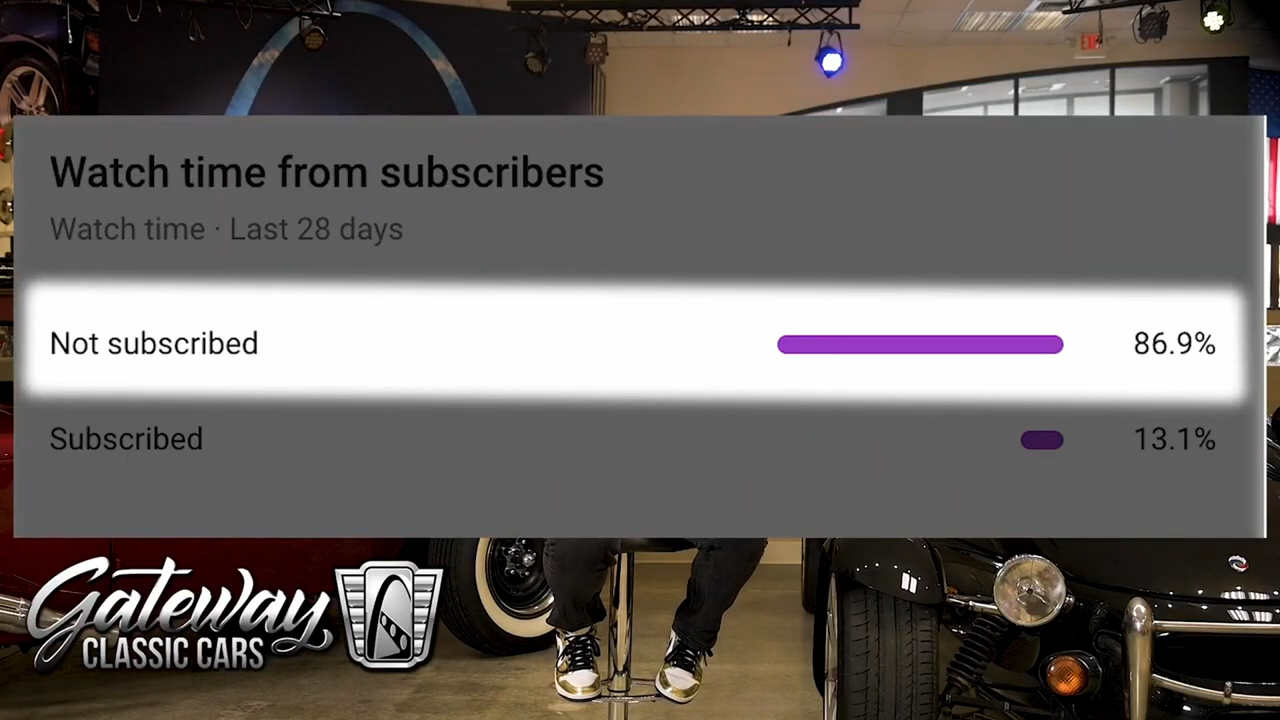 Watch time from subscribers
Watch time · Last 28 days
Not subscribed
86.9%
Subscribed
13.1%
Gateway
CLASSIC CARS